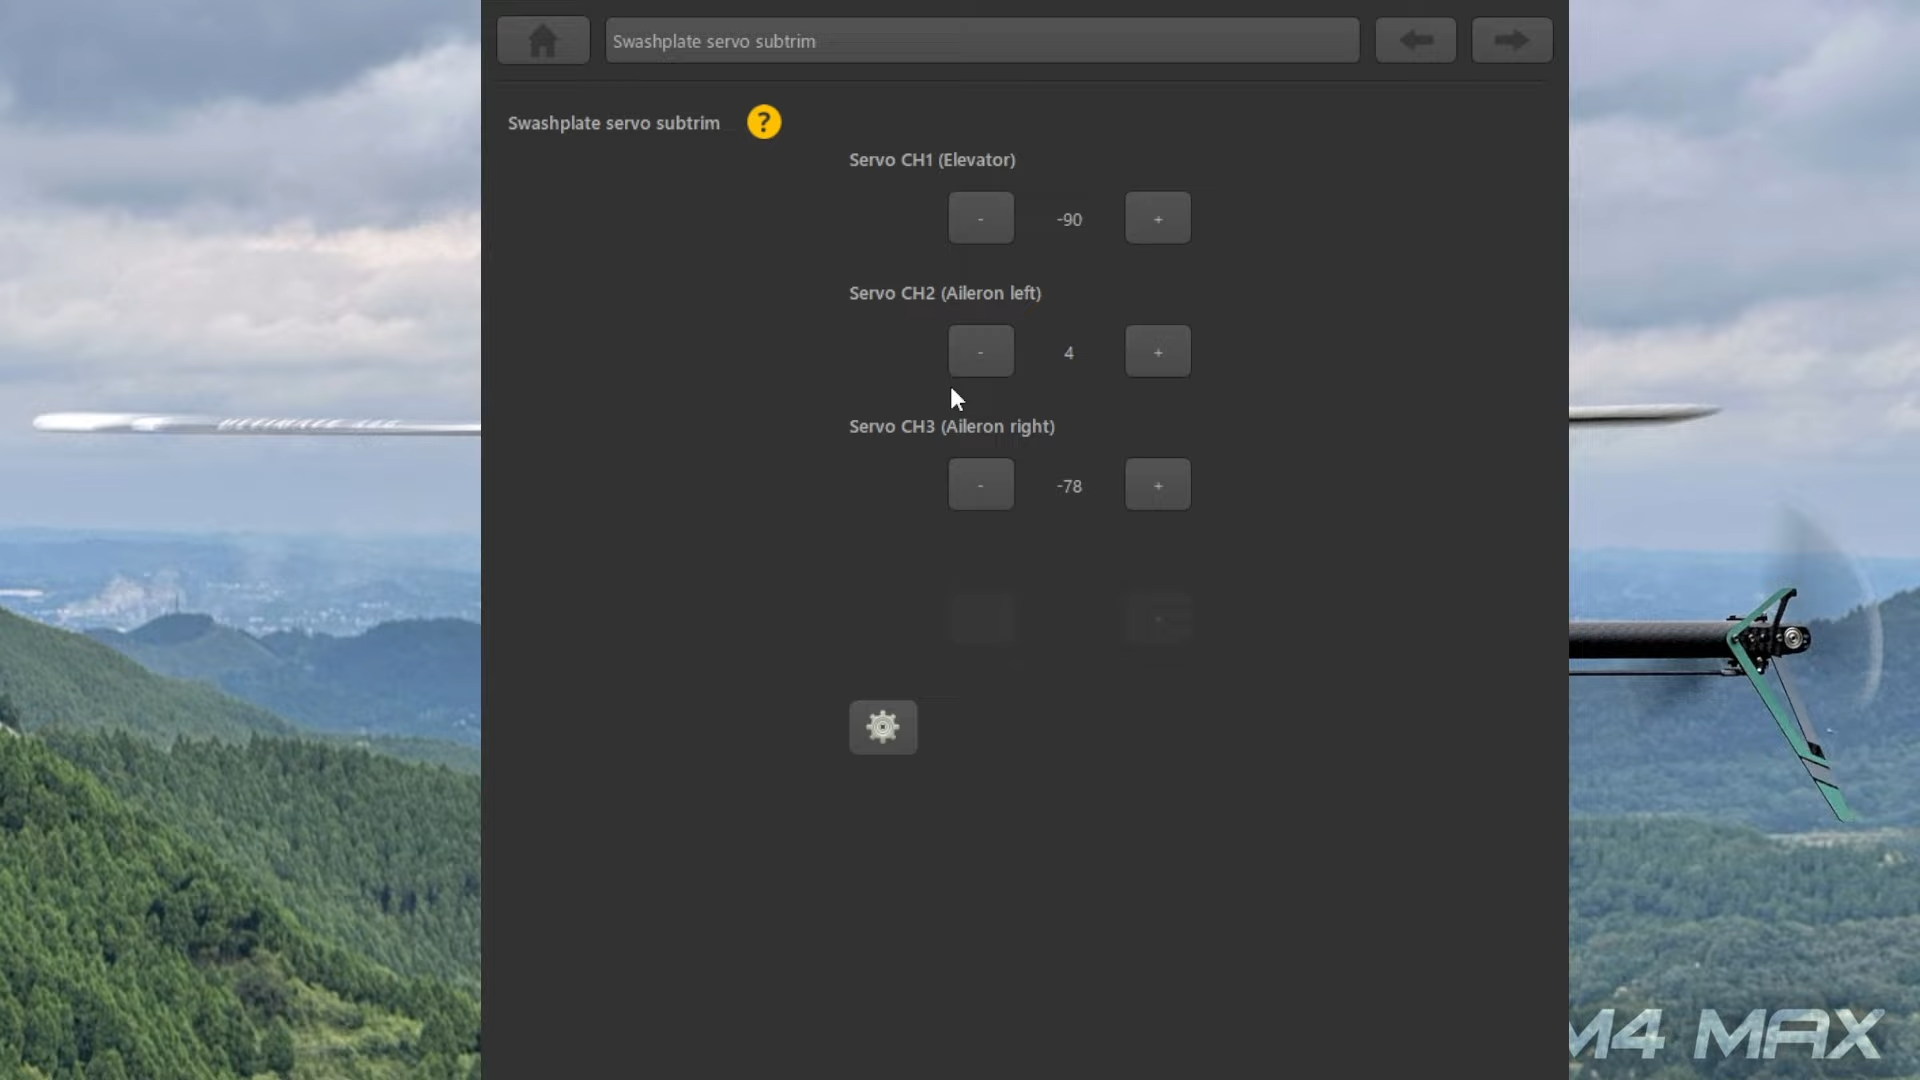 Swashplate servo subtrim
Swashplate servo subtrim ?
Servo CH1 (Elevator)
- -90 +
Servo CH2 (Aileron left)
- 4 +
Servo CH3 (Aileron right)
- -78 +
M4 MAX